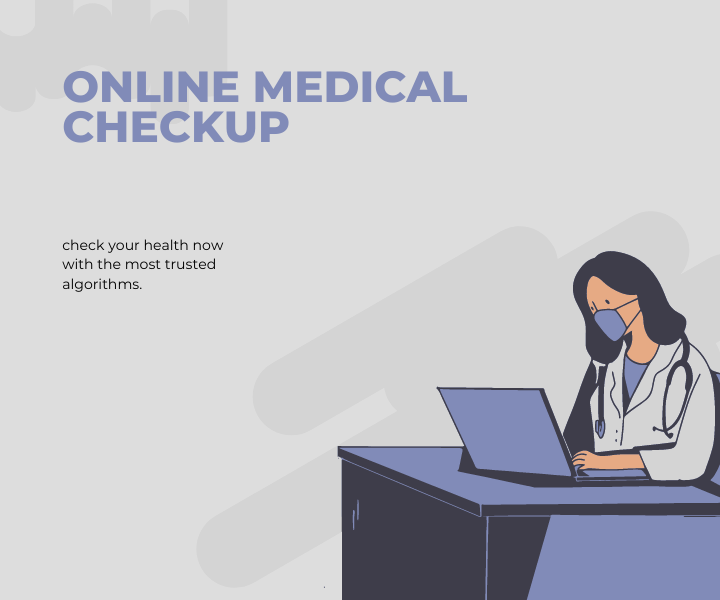 ONLINE MEDICAL
CHECKUP
check your health now
with the most trusted
algorithms.